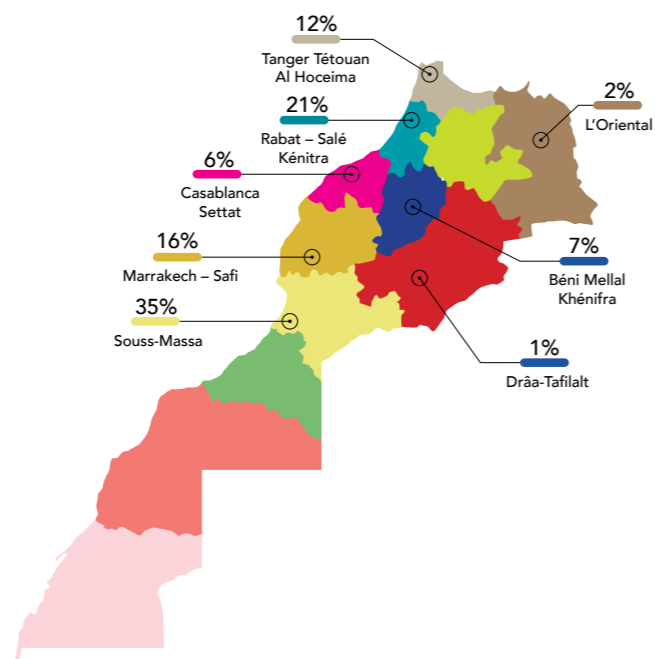 12%
Tanger Tétouan
Al Hoceima
2%
L'Oriental
21%
Rabat – Salé
Kénitra
6%
Casablanca
Settat
16%
Marrakech – Safi
7%
Béni Mellal
Khénifra
35%
Souss-Massa
1%
Drâa-Tafilalt